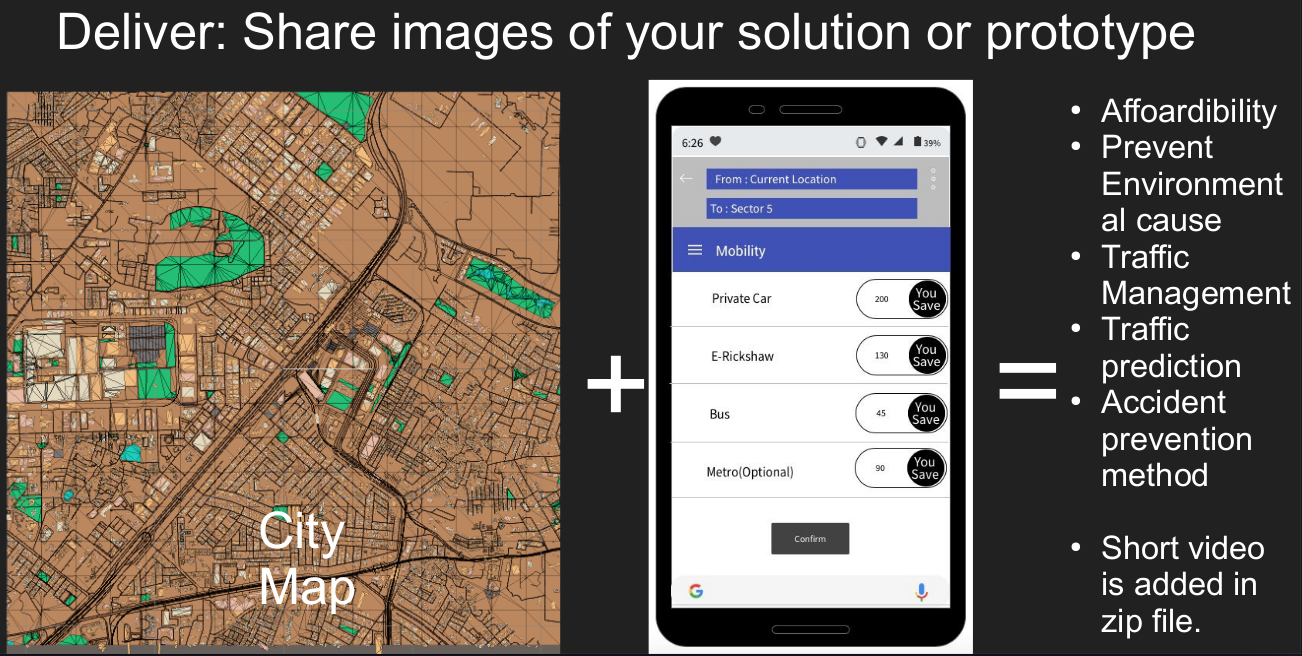 Deliver: Share images of your solution or prototype
City
Map
6:26
39%
From : Current Location
To : Sector 5
Mobility
Private Car
200
You
Save
E-Rickshaw
130
You
Save
Bus
45
You
Save
Metro(Optional)
90
You
Save
Confirm
G
+
=
• Affoardibility
• Prevent
Environment
al cause
• Traffic
Management
• Traffic
prediction
• Accident
prevention
method
• Short video
is added in
zip file.